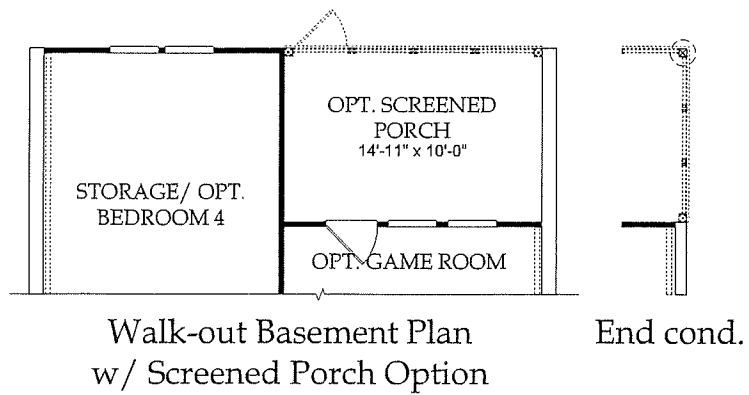 OPT. SCREENED
PORCH
14'-11" x 10'-0"
STORAGE/ OPT.
BEDROOM 4
OPT. GAME ROOM
Walk-out Basement Plan
w/ Screened Porch Option
End cond.